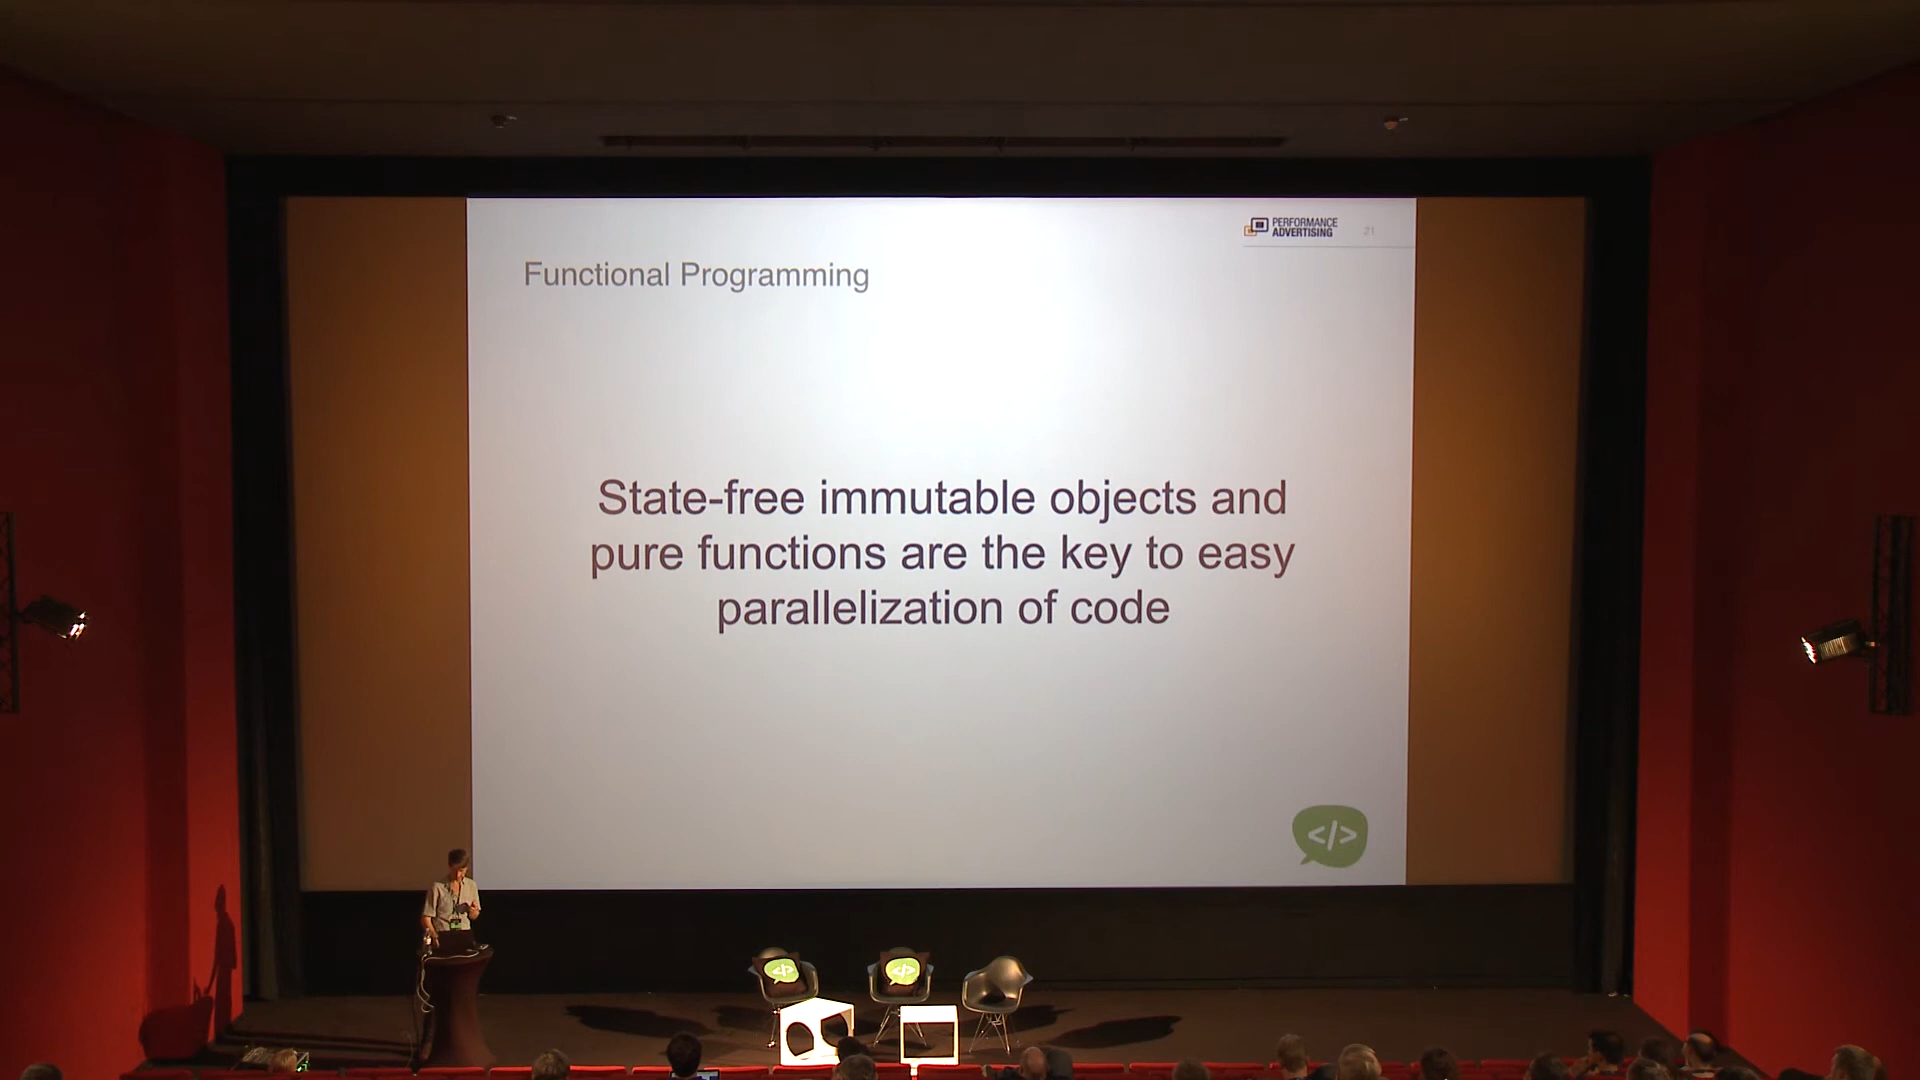 PERFORMANCE
ADVERTISING
21
Functional Programming
State-free immutable objects and
pure functions are the key to easy
parallelization of code
</>
</>
</>